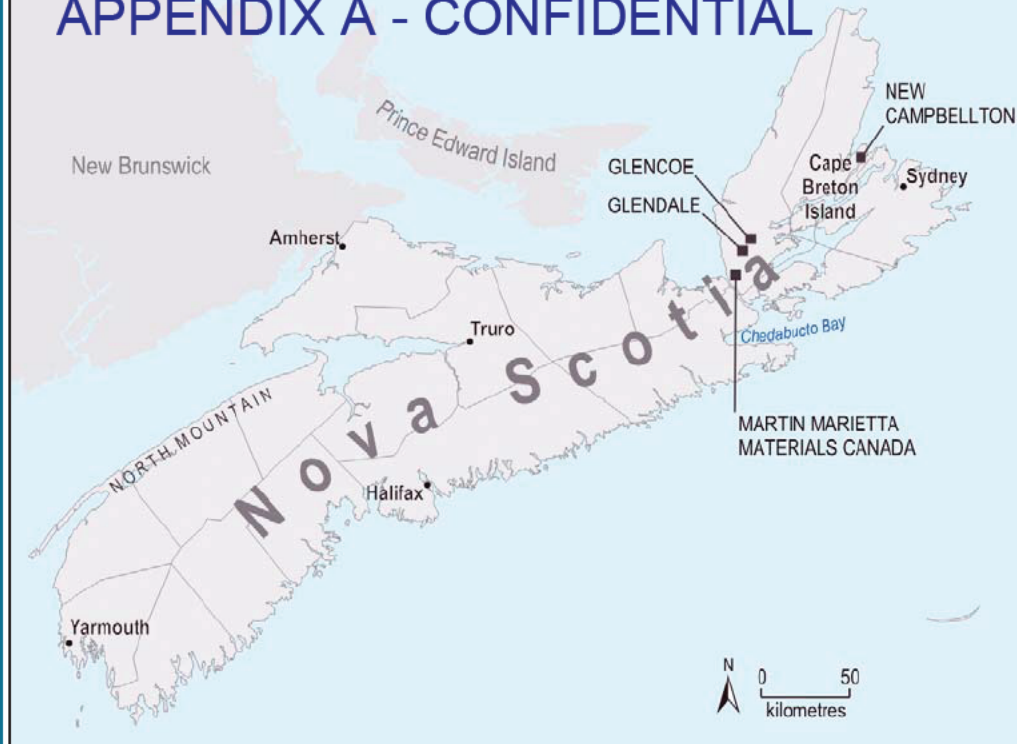 APPENDIX A - CONFIDENTIAL
NEW
CAMPBELLTON
Prince Edward Island
New Brunswick
GLENCOE
Cape
Breton
Island
Sydney
GLENDALE
Amherst
Truro
Chedabucto Bay
Nova Scotia
NORTH MOUNTAIN
MARTIN MARIETTA
MATERIALS CANADA
Halifax
Yarmouth
N
0 50
kilometres